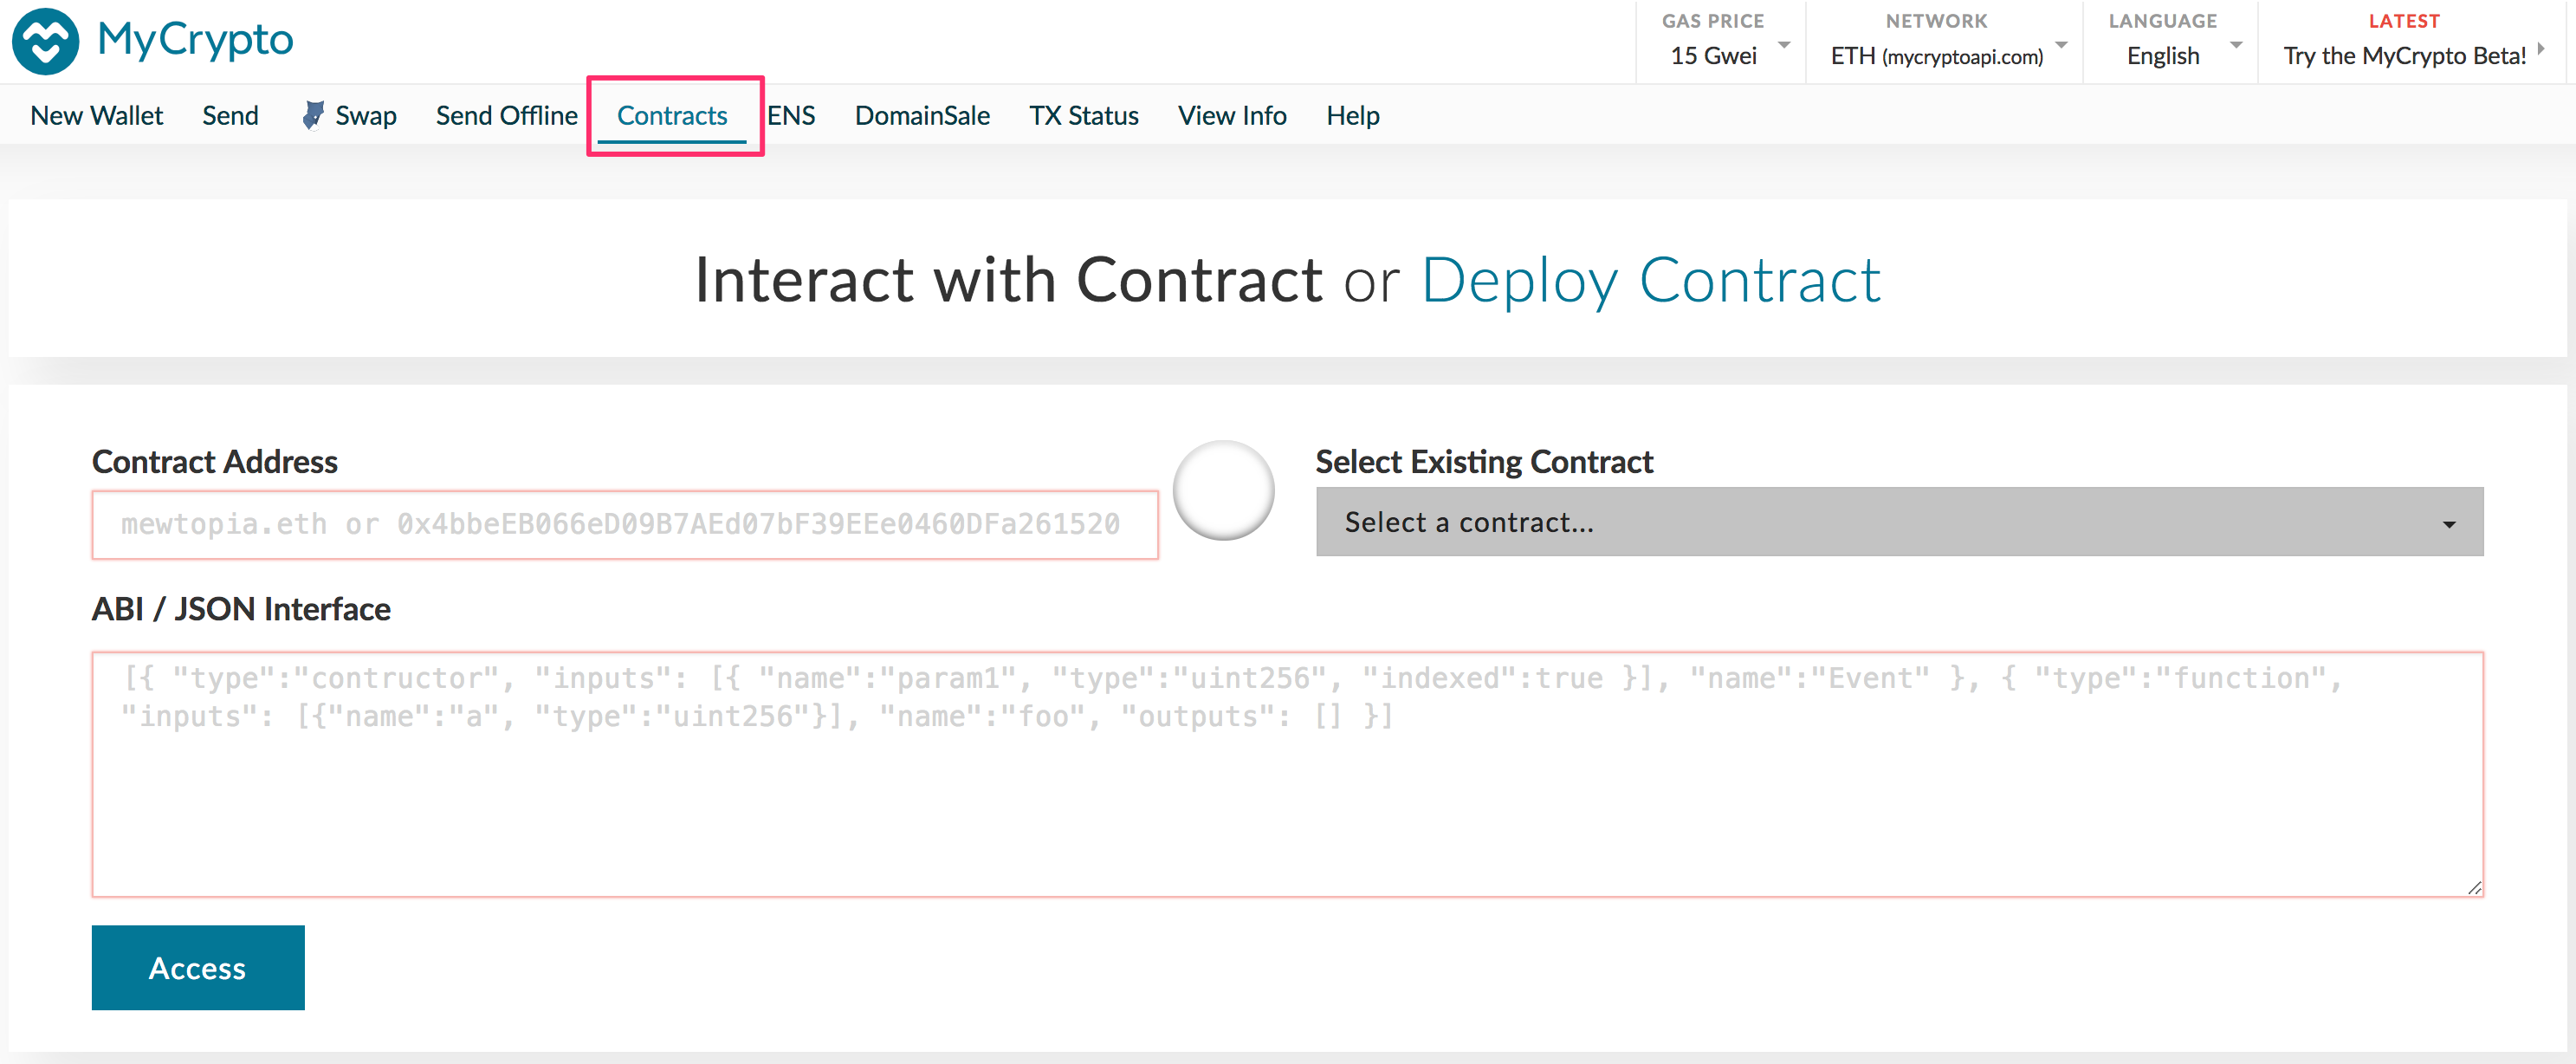 MyCrypto
GAS PRICE
15 Gwei
NETWORK
ETH (mycryptoapi.com)
LANGUAGE
English
LATEST
Try the MyCrypto Beta!
New Wallet Send Swap Send Offline Contracts ENS DomainSale TX Status View Info Help
Interact with Contract or Deploy Contract
Contract Address
mewtopia.eth or 0x4bbeEB066eD09B7AEd07bF39EEe0460DFa261520
Select Existing Contract
Select a contract...
ABI / JSON Interface
[{ "type":"contructor", "inputs": [{ "name":"param1", "type":"uint256", "indexed":true }], "name":"Event" }, { "type":"function",
"inputs": [{"name":"a", "type":"uint256"}], "name":"foo", "outputs": [] }]
Access